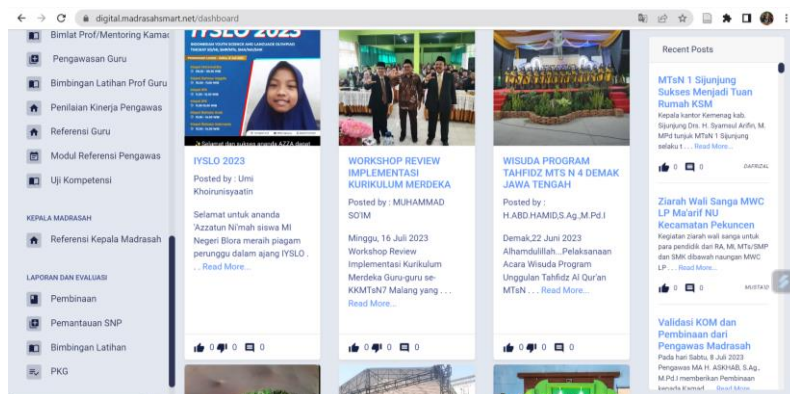 digital.madrasahsmart.net/dashboard
Bimlat Prof/Mentoring Kamac
Pengawasan Guru
Bimbingan Latihan Prof Guru
Penilaian Kinerja Pengawas
Referensi Guru
Modul Referensi Pengawas
Uji Kompetensi
KEPALA MADRASAH
Referensi Kepala Madrasah
LAPORAN DAN EVALUASI
Pembinaan
Pemantauan SNP
Bimbingan Latihan
PKG
IYSLO 2023
IYSLO 2023
Posted by : Umi
Khoirunisyaatin
Selamat untuk ananda
'Azzatun Ni'mah siswa MI
Negeri Blora meraih piagam
perunggu dalam ajang IYSLO .
. . Read More...
0 0 0
WORKSHOP REVIEW
IMPLEMENTASI
KURIKULUM MERDEKA
Posted by : MUHAMMAD
SO'IM
Minggu, 16 Juli 2023
Workshop Review
Implementasi Kurikulum
Merdeka Guru-guru se-
KKMTsN7 Malang yang . . .
Read More...
0 0 0
WISUDA PROGRAM
TAHFIDZ MTS N 4 DEMAK
JAWA TENGAH
Posted by :
H.ABD.HAMID,S.Ag.,M.Pd.I
Demak,22 Juni 2023
Alhamdulillah...Pelaksanaan
Acara Wisuda Program
Unggulan Tahfidz Al Qur'an
MTsN . . . Read More...
0 0 0
Recent Posts
MTsN 1 Sijunjung
Sukses Menjadi Tuan
Rumah KSM
Kepala kantor Kemenag kab.
Sijunjung Drs. H. Syamsul Arifin, M.
MPd tunjuk MTsN 1 Sijunjung
selaku t . . . Read More...
0 0 DAFRIZAL
Ziarah Wali Sanga MWC
LP Ma'arif NU
Kecamatan Pekuncen
Kegiatan ziarah wali sanga untuk
para pendidik dari RA, MI, MTs/SMP
dan SMK dibawah naungan MWC
LP . . . Read More...
0 0 MUSTAID
Validasi KOM dan
Pembinaan dari
Pengawas Madrasah
Pada hari Sabtu, 8 Juli 2023
Pengawas MA H. ASKHAB, S.Ag.,
M.Pd.I memberikan Pembinaan
kepada Kamad . . . Read More...